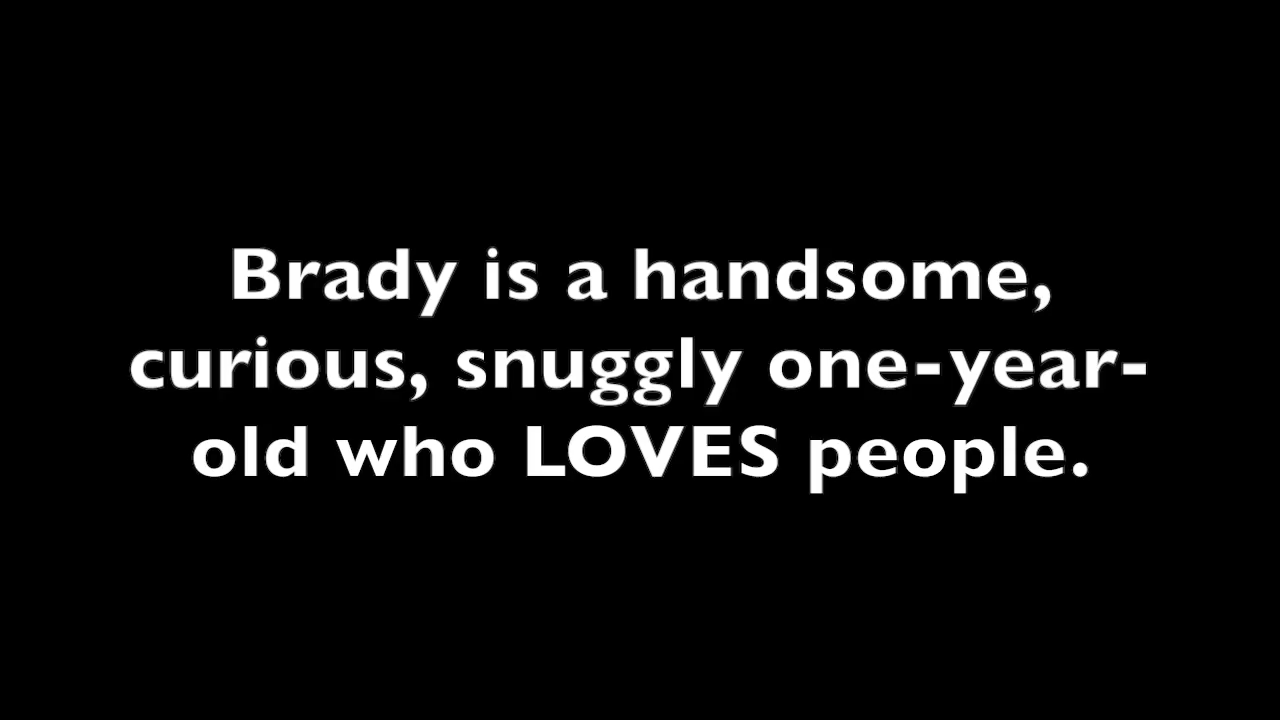 Brady is a handsome,
curious, snuggly one-year-
old who LOVES people.